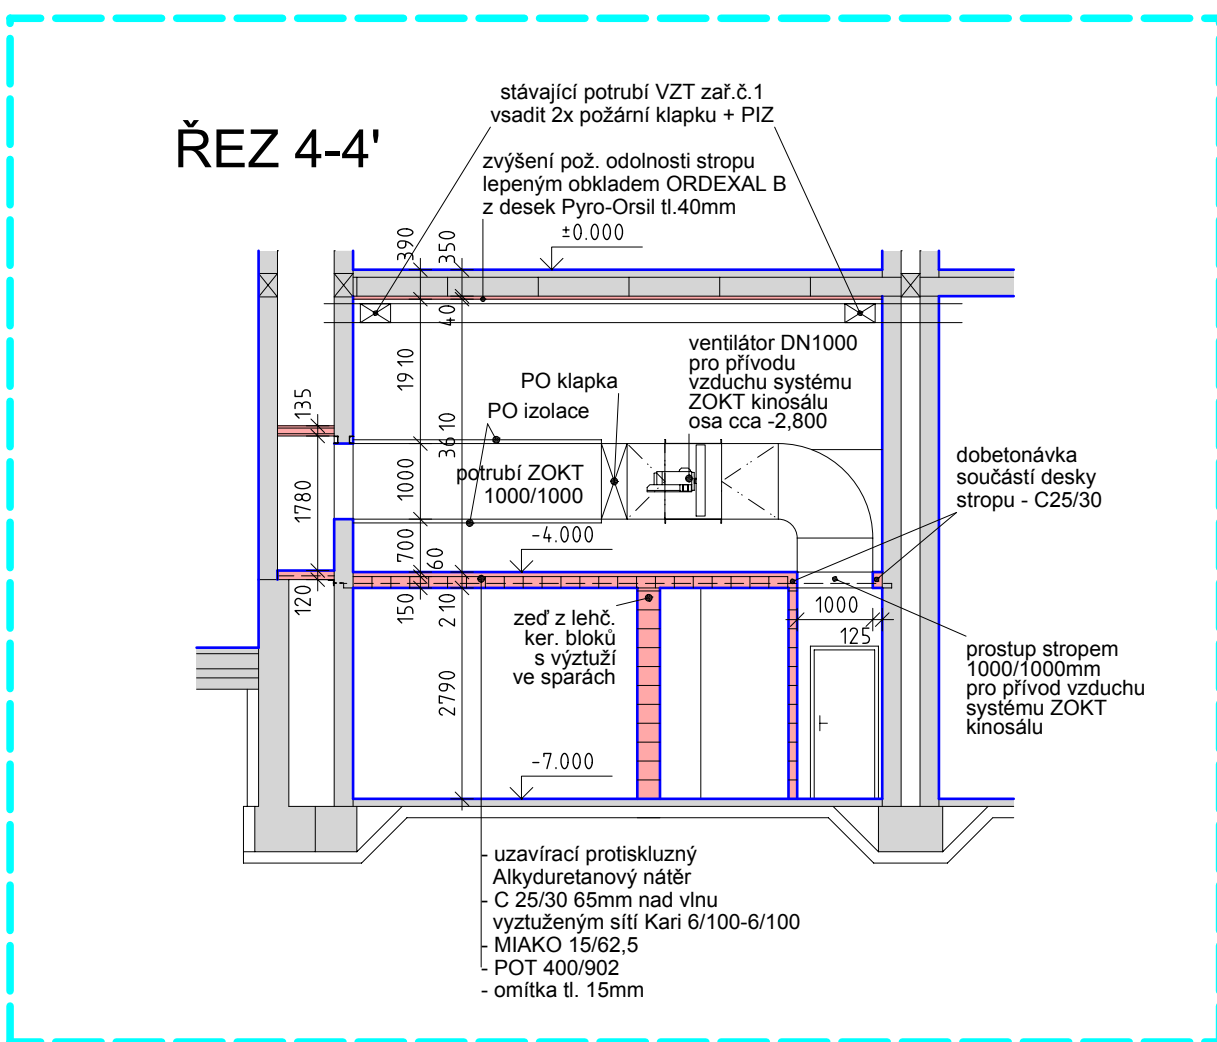 stávající potrubí VZT zař.č.1
vsadit 2x požární klapku + PIZ
ŘEZ 4-4'
zvýšení pož. odolnosti stropu
lepeným obkladem ORDEXAL B
z desek Pyro-Orsil tl.40mm
±0.000
390
350
40
1910
3610
ventilátor DN1000
pro přívodu
vzduchu systému
ZOKT kinosálu
osa cca -2,800
PO klapka
PO izolace
135
1780
120
potrubí ZOKT
1000/1000
1000
700
60
150
210
2790
dobetonávka
součástí desky
stropu - C25/30
-4.000
zeď z lehč.
ker. bloků
s výztuží
ve sparách
1000
125
prostup stropem
1000/1000mm
pro přívod vzduchu
systému ZOKT
kinosálu
-7.000
- uzavírací protiskluzný
Alkyduretanový nátěr
- C 25/30 65mm nad vlnu
vyztuženým sítí Kari 6/100-6/100
- MIAKO 15/62,5
- POT 400/902
- omítka tl. 15mm